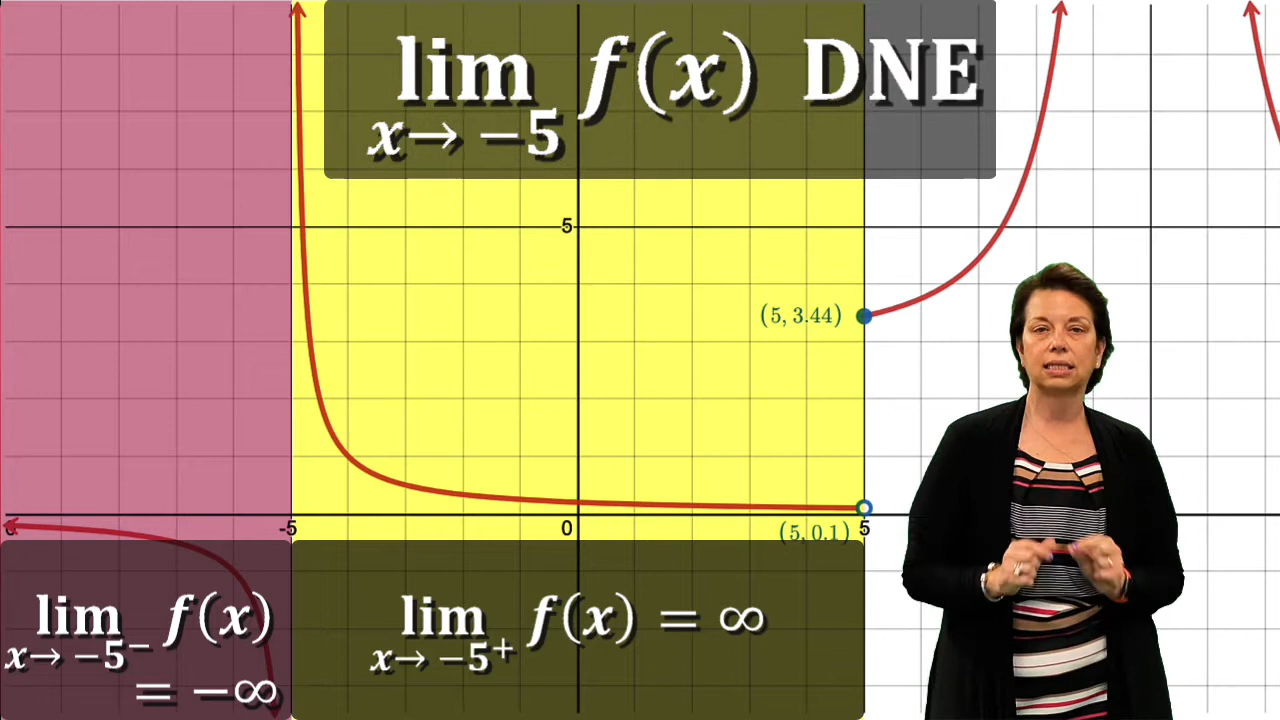 lim f(x) DNE
x→ −5
5
(5, 3.44)
-5
0
5
(5, 0.1)
lim f(x)
x→ −5⁻
= −∞
lim f(x) = ∞
x→ −5⁺